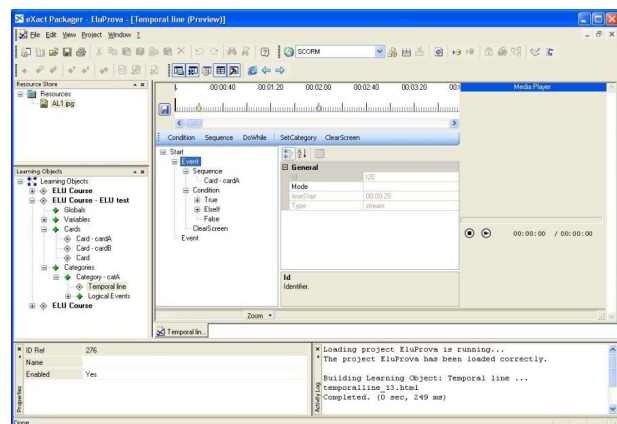 eXact Packager - EluProva - [Temporal line (Preview)]
File Edit View Project Window ?
SCORM
Resource Store
Resources
AL1.jpg
Learning Objects
Learning Objects
ELU Course
ELU Course - ELU test
Globals
Variables
Cards
Card - cardA
Card - cardB
Card
Categories
Category - catA
Temporal line
Logical Events
ELU Course
00:00:40 00:01:20 00:02:00 00:02:40 00:03:20
Condition Sequence DoWhile SetCategory ClearScreen
Start
Event
Sequence
Card - cardA
Condition
True
ElseIf
False
ClearScreen
Event
General
Id
Mode
timeStart 00:00:20
Type stream
Id
Identifier.
Zoom
Temporal lin...
Media Player
00:00:00 / 00:00:00
ID Ref 276
Name
Enabled Yes
Properties
Activity Log
Loading project EluProva is running...
The project EluProva has been loaded correctly.
Building Learning Object: Temporal line ...
temporalline_13.html
Completed. (0 sec, 249 ms)
Done